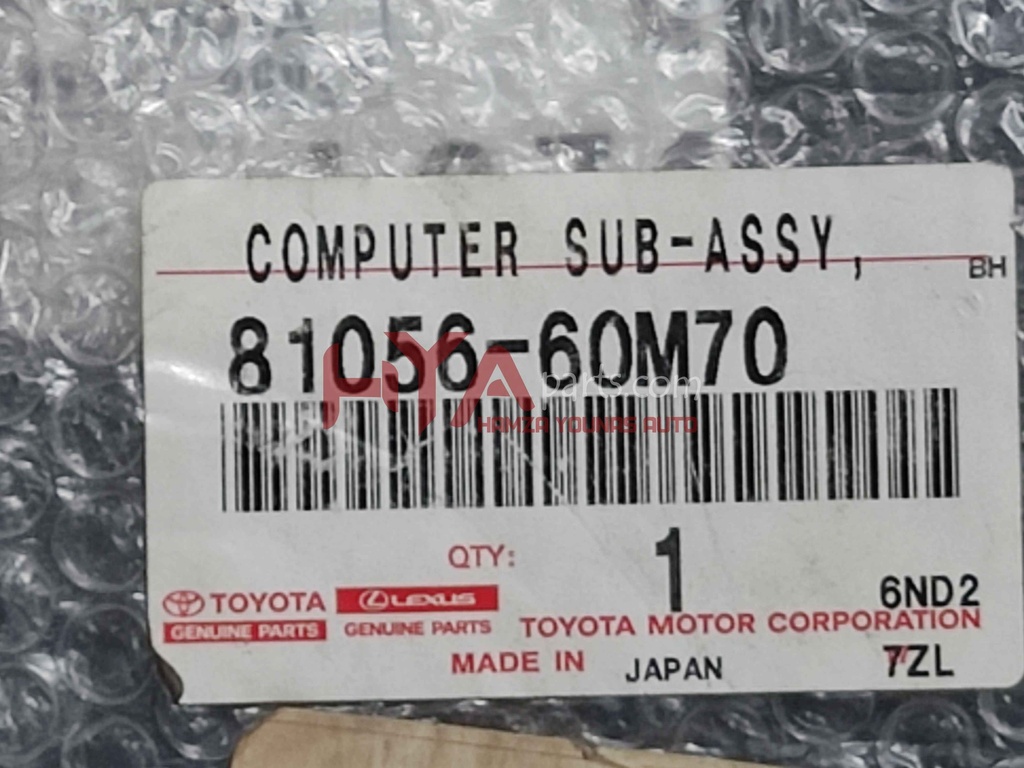 COMPUTER SUB-ASSY,
BH
81056-60M70
HYA parts.com
HAMZA YOUNAS AUTO
QTY: 1
6ND2
TOYOTA LEXUS
GENUINE PARTS GENUINE PARTS TOYOTA MOTOR CORPORATION
MADE IN JAPAN 7ZL